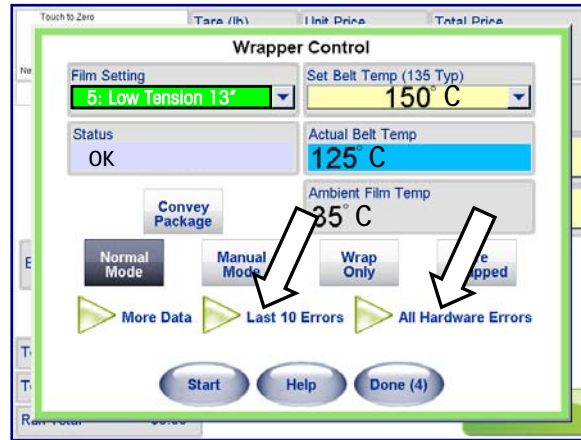 Touch to Zero
Tare (lb)
Unit Price
Total Price
Wrapper Control
Film Setting
5: Low Tension 13″
Set Belt Temp (135 Typ)
150° C
Status
OK
Actual Belt Temp
125° C
Ambient Film Temp
35° C
Convey
Package
Normal
Mode
Manual
Mode
Wrap
Only
More Data
Last 10 Errors
All Hardware Errors
Start
Help
Done (4)